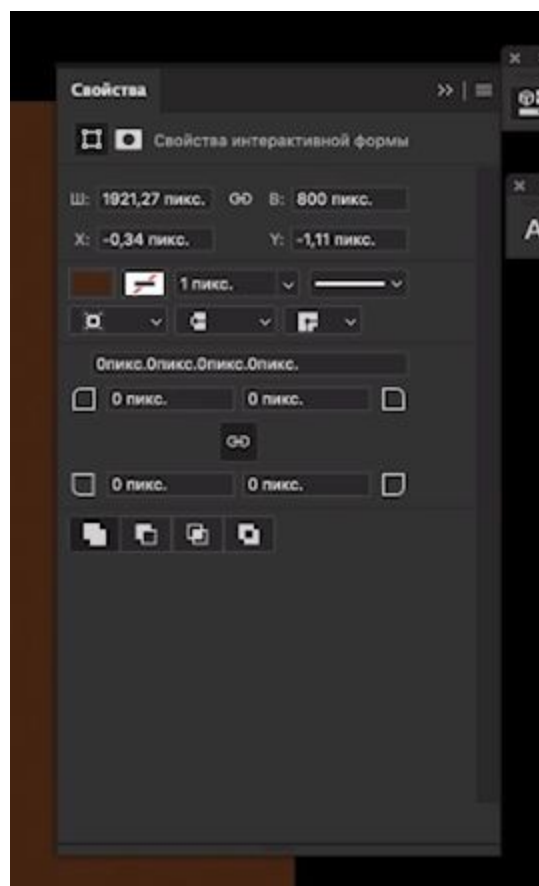 Свойства
Свойства интерактивной формы
Ш: 1921,27 пикс. В: 800 пикс.
X: -0,34 пикс. Y: -1,11 пикс.
1 пикс.
0пикс.0пикс.0пикс.0пикс.
0 пикс. 0 пикс.
0 пикс. 0 пикс.
A